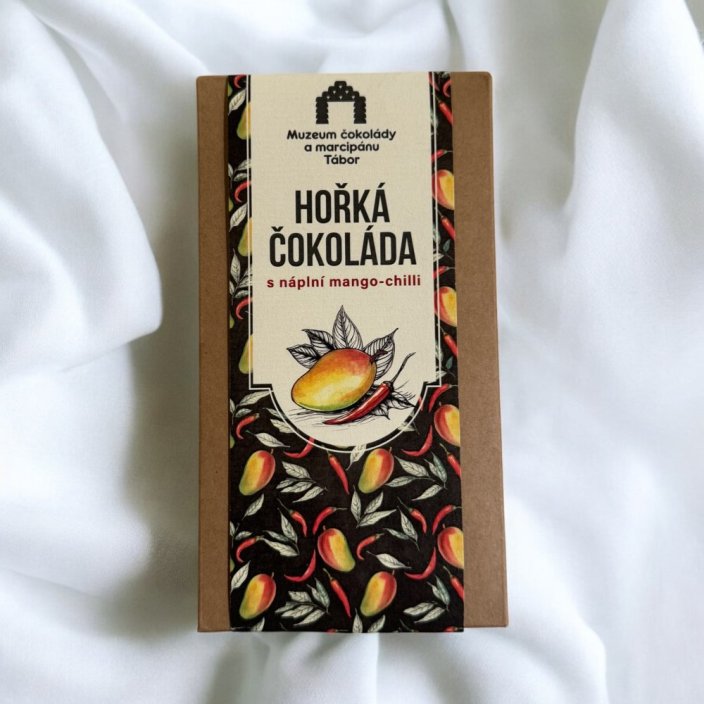 Muzeum čokolády
a marcipánu
Tábor
HOŘKÁ
ČOKOLÁDA
s náplní mango-chilli